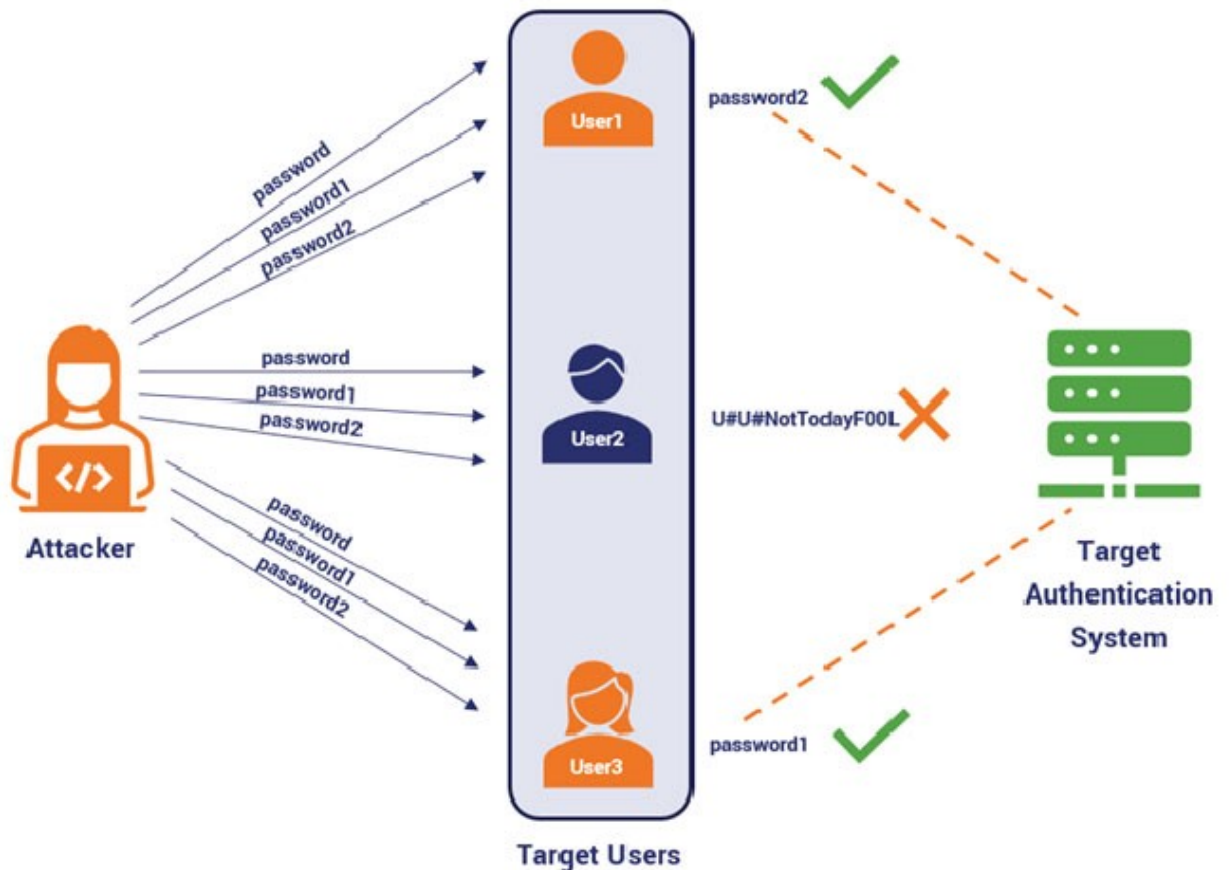 password
password1
password2
User1
password2
password
password1
password2
User2
U#U#NotTodayF00L
</>
Attacker
password
password1
password2
User3
password1
Target
Authentication
System
Target Users